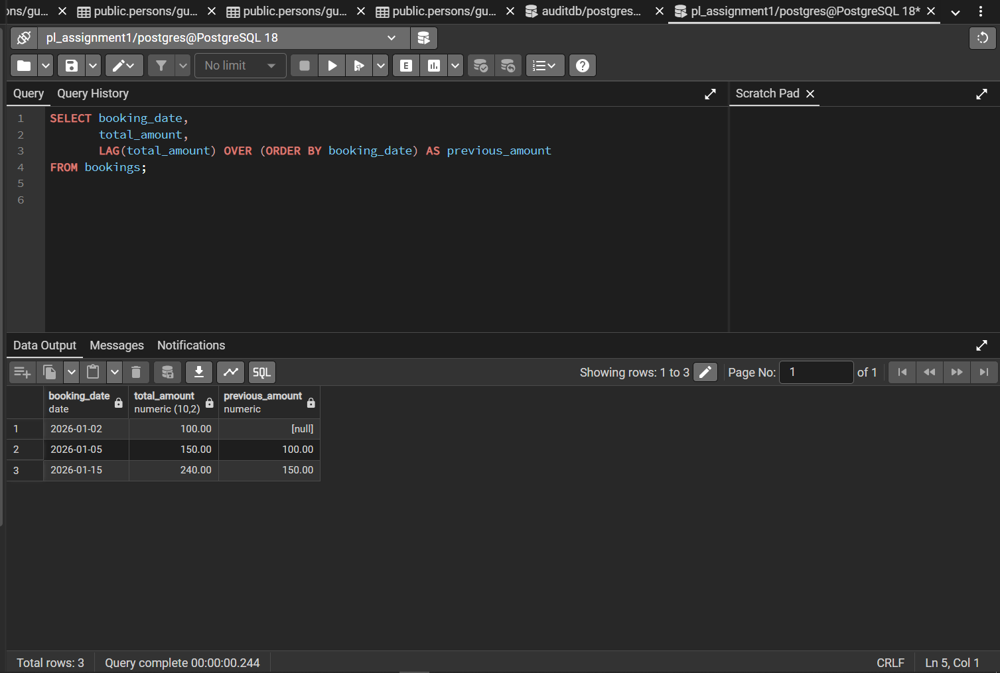 ons/gu...
public.persons/gu...
public.persons/gu...
public.persons/gu...
auditdb/postgres...
pl_assignment1/postgres@PostgreSQL 18*
pl_assignment1/postgres@PostgreSQL 18
No limit
E
Query Query History
Scratch Pad
1 SELECT booking_date,
2 total_amount,
3 LAG(total_amount) OVER (ORDER BY booking_date) AS previous_amount
4 FROM bookings;
5
6
Data Output Messages Notifications
SQL
Showing rows: 1 to 3 Page No: 1 of 1
booking_date total_amount previous_amount
date numeric (10,2) numeric
1 2026-01-02 100.00 [null]
2 2026-01-05 150.00 100.00
3 2026-01-15 240.00 150.00
Total rows: 3 Query complete 00:00:00.244 CRLF Ln 5, Col 1